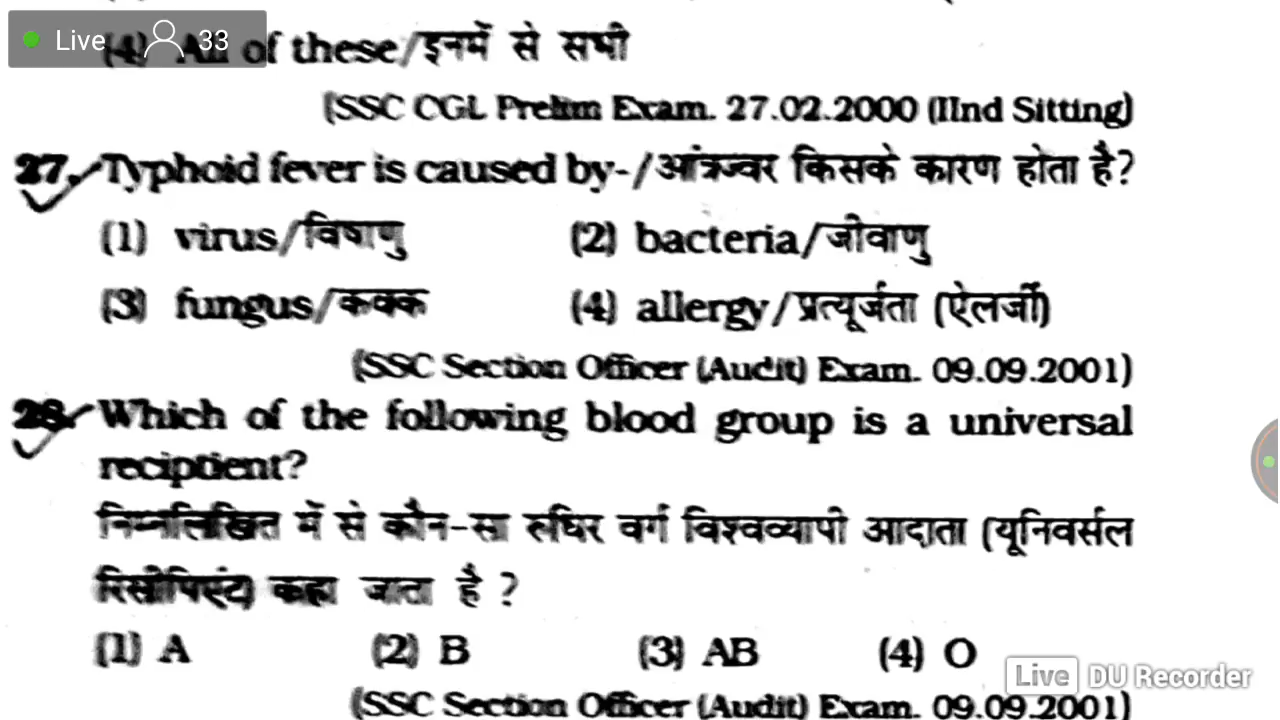 Live 33
(4) All of these/इनमें से सभी
(SSC CGL Prelim Exam. 27.02.2000 (IInd Sitting)
27. Typhoid fever is caused by-/आंत्रज्वर किसके कारण होता है?
(1) virus/विषाणु (2) bacteria/जीवाणु
(3) fungus/कवक (4) allergy/प्रत्यूर्जता (ऐलर्जी)
(SSC Section Officer (Audit) Exam. 09.09.2001)
28. Which of the following blood group is a universal
reciptient?
निम्नलिखित में से कौन-सा रुधिर वर्ग विश्वव्यापी आदाता (यूनिवर्सल
रिसीपिएंट) कहा जाता है ?
(1) A (2) B (3) AB (4) O
Live DU Recorder
(SSC Section Officer (Audit) Exam. 09.09.2001)